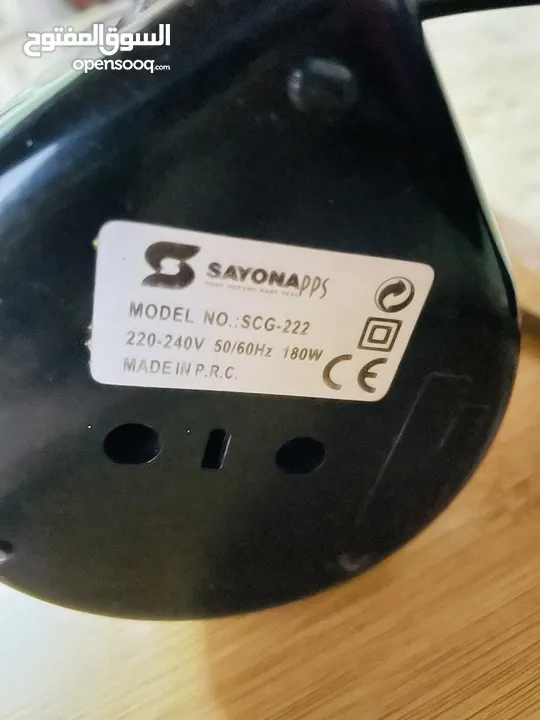 السوق المفتوح
opensooq.com
SAYONAPPS
MODEL NO.:SCG-222
220-240V 50/60Hz 180W
MADE IN P.R.C.
CE